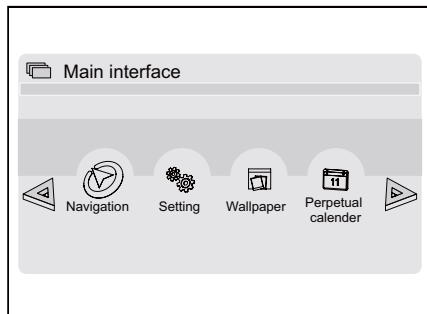 Main interface
11
Navigation
Setting
Wallpaper
Perpetual
calender